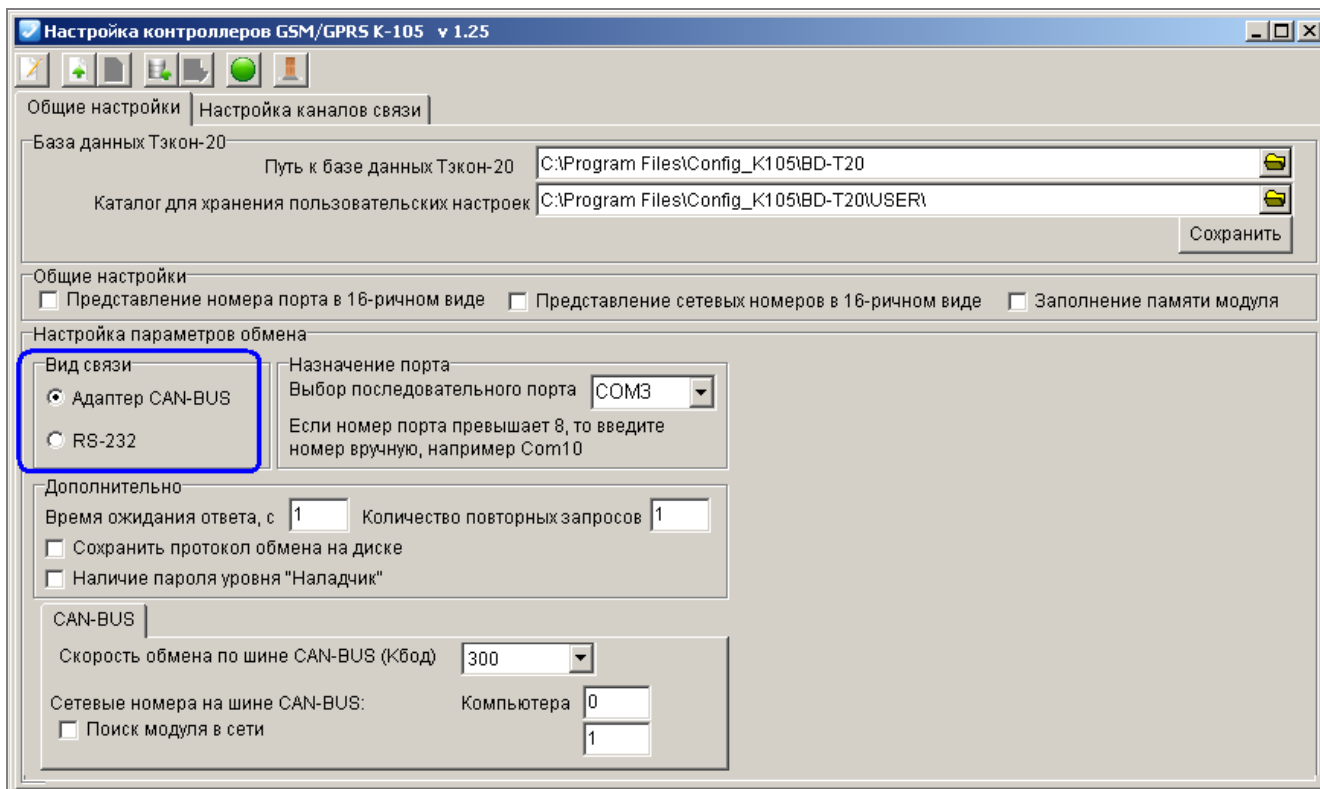 Настройка контроллеров GSM/GPRS K-105 v 1.25
Общие настройки Настройка каналов связи
База данных Тэкон-20
Путь к базе данных Тэкон-20 C:\Program Files\Config_K105\BD-T20
Каталог для хранения пользовательских настроек C:\Program Files\Config_K105\BD-T20\USER\
Сохранить
Общие настройки
Представление номера порта в 16-ричном виде Представление сетевых номеров в 16-ричном виде Заполнение памяти модуля
Настройка параметров обмена
Вид связи
Адаптер CAN-BUS
RS-232
Назначение порта
Выбор последовательного порта COM3
Если номер порта превышает 8, то введите
номер вручную, например Com10
Дополнительно
Время ожидания ответа, с 1 Количество повторных запросов 1
Сохранить протокол обмена на диске
Наличие пароля уровня "Наладчик"
CAN-BUS
Скорость обмена по шине CAN-BUS (Кбод) 300
Сетевые номера на шине CAN-BUS: Компьютера 0
Поиск модуля в сети 1